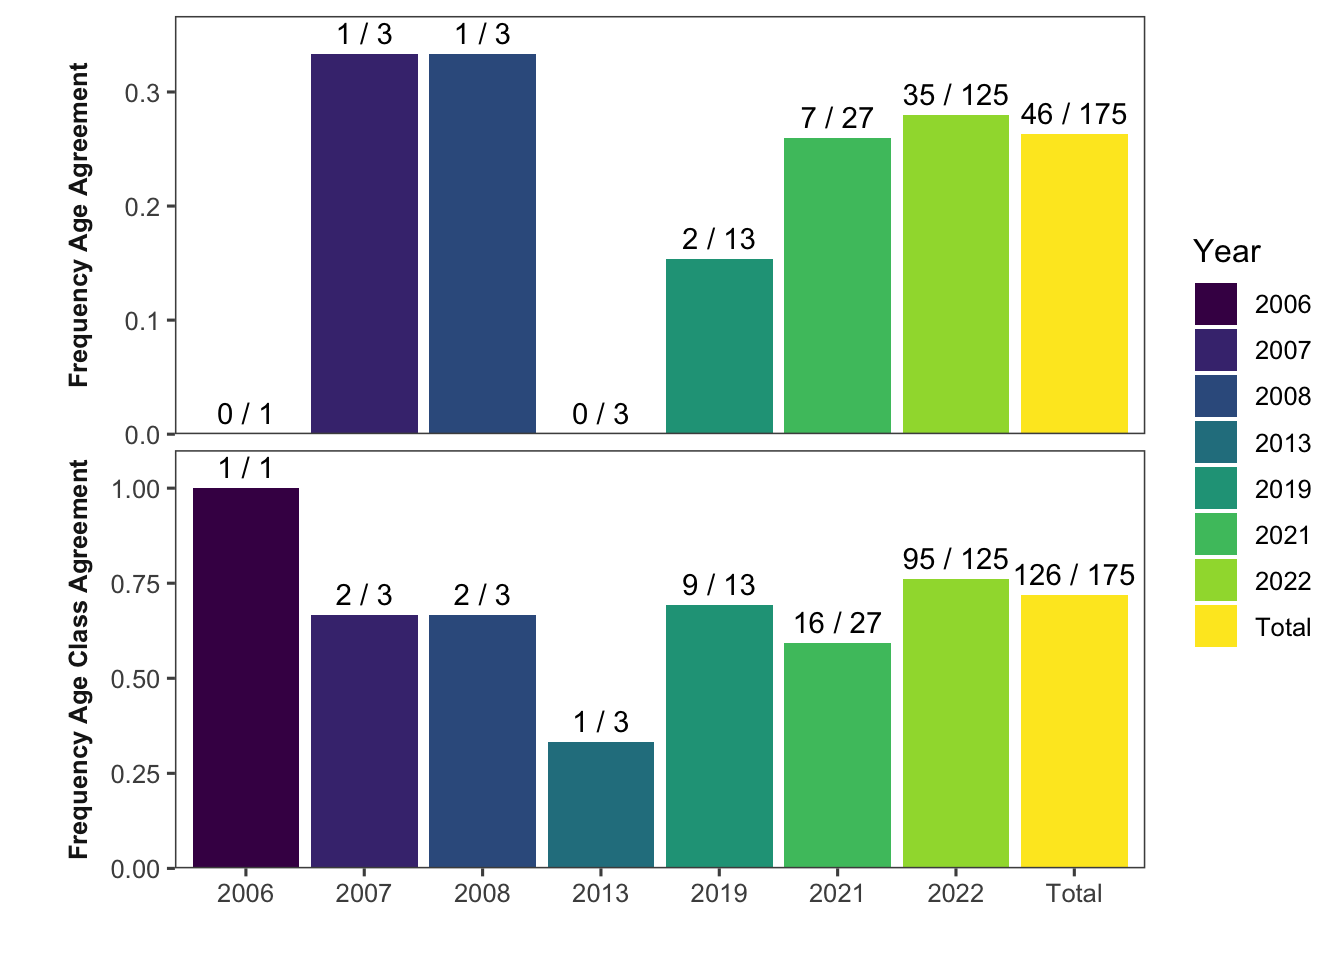 Frequency Age Agreement
0.3
0.2
0.1
0.0
1 / 3
1 / 3
35 / 125
46 / 175
7 / 27
2 / 13
0 / 1
0 / 3
Frequency Age Class Agreement
1.00
0.75
0.50
0.25
0.00
1 / 1
95 / 125
126 / 175
2 / 3
2 / 3
9 / 13
16 / 27
1 / 3
2006
2007
2008
2013
2019
2021
2022
Total
Year
2006
2007
2008
2013
2019
2021
2022
Total